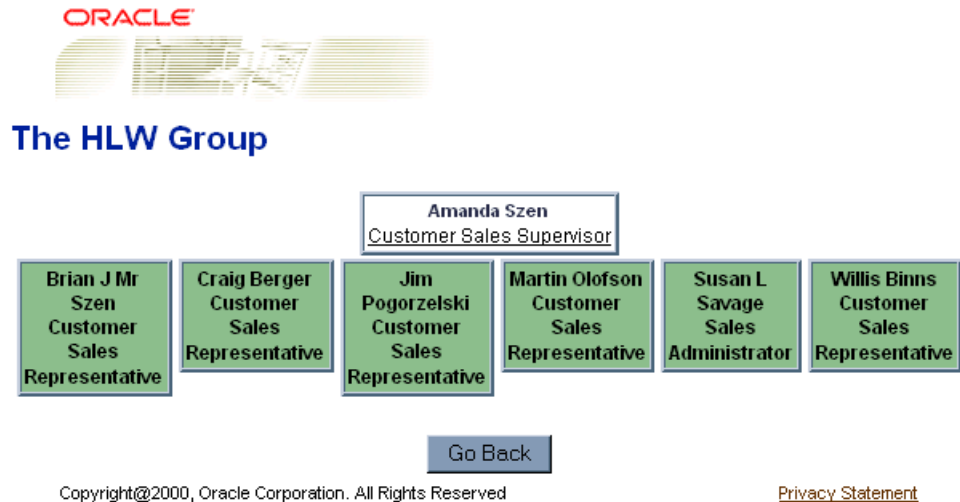 ORACLE
The HLW Group
Amanda Szen
Customer Sales Supervisor
Brian J Mr
Szen
Customer
Sales
Representative
Craig Berger
Customer
Sales
Representative
Jim
Pogorzelski
Customer
Sales
Representative
Martin Olofson
Customer
Sales
Representative
Susan L
Savage
Sales
Administrator
Willis Binns
Customer
Sales
Representative
Go Back
Copyright@2000, Oracle Corporation. All Rights Reserved
Privacy Statement